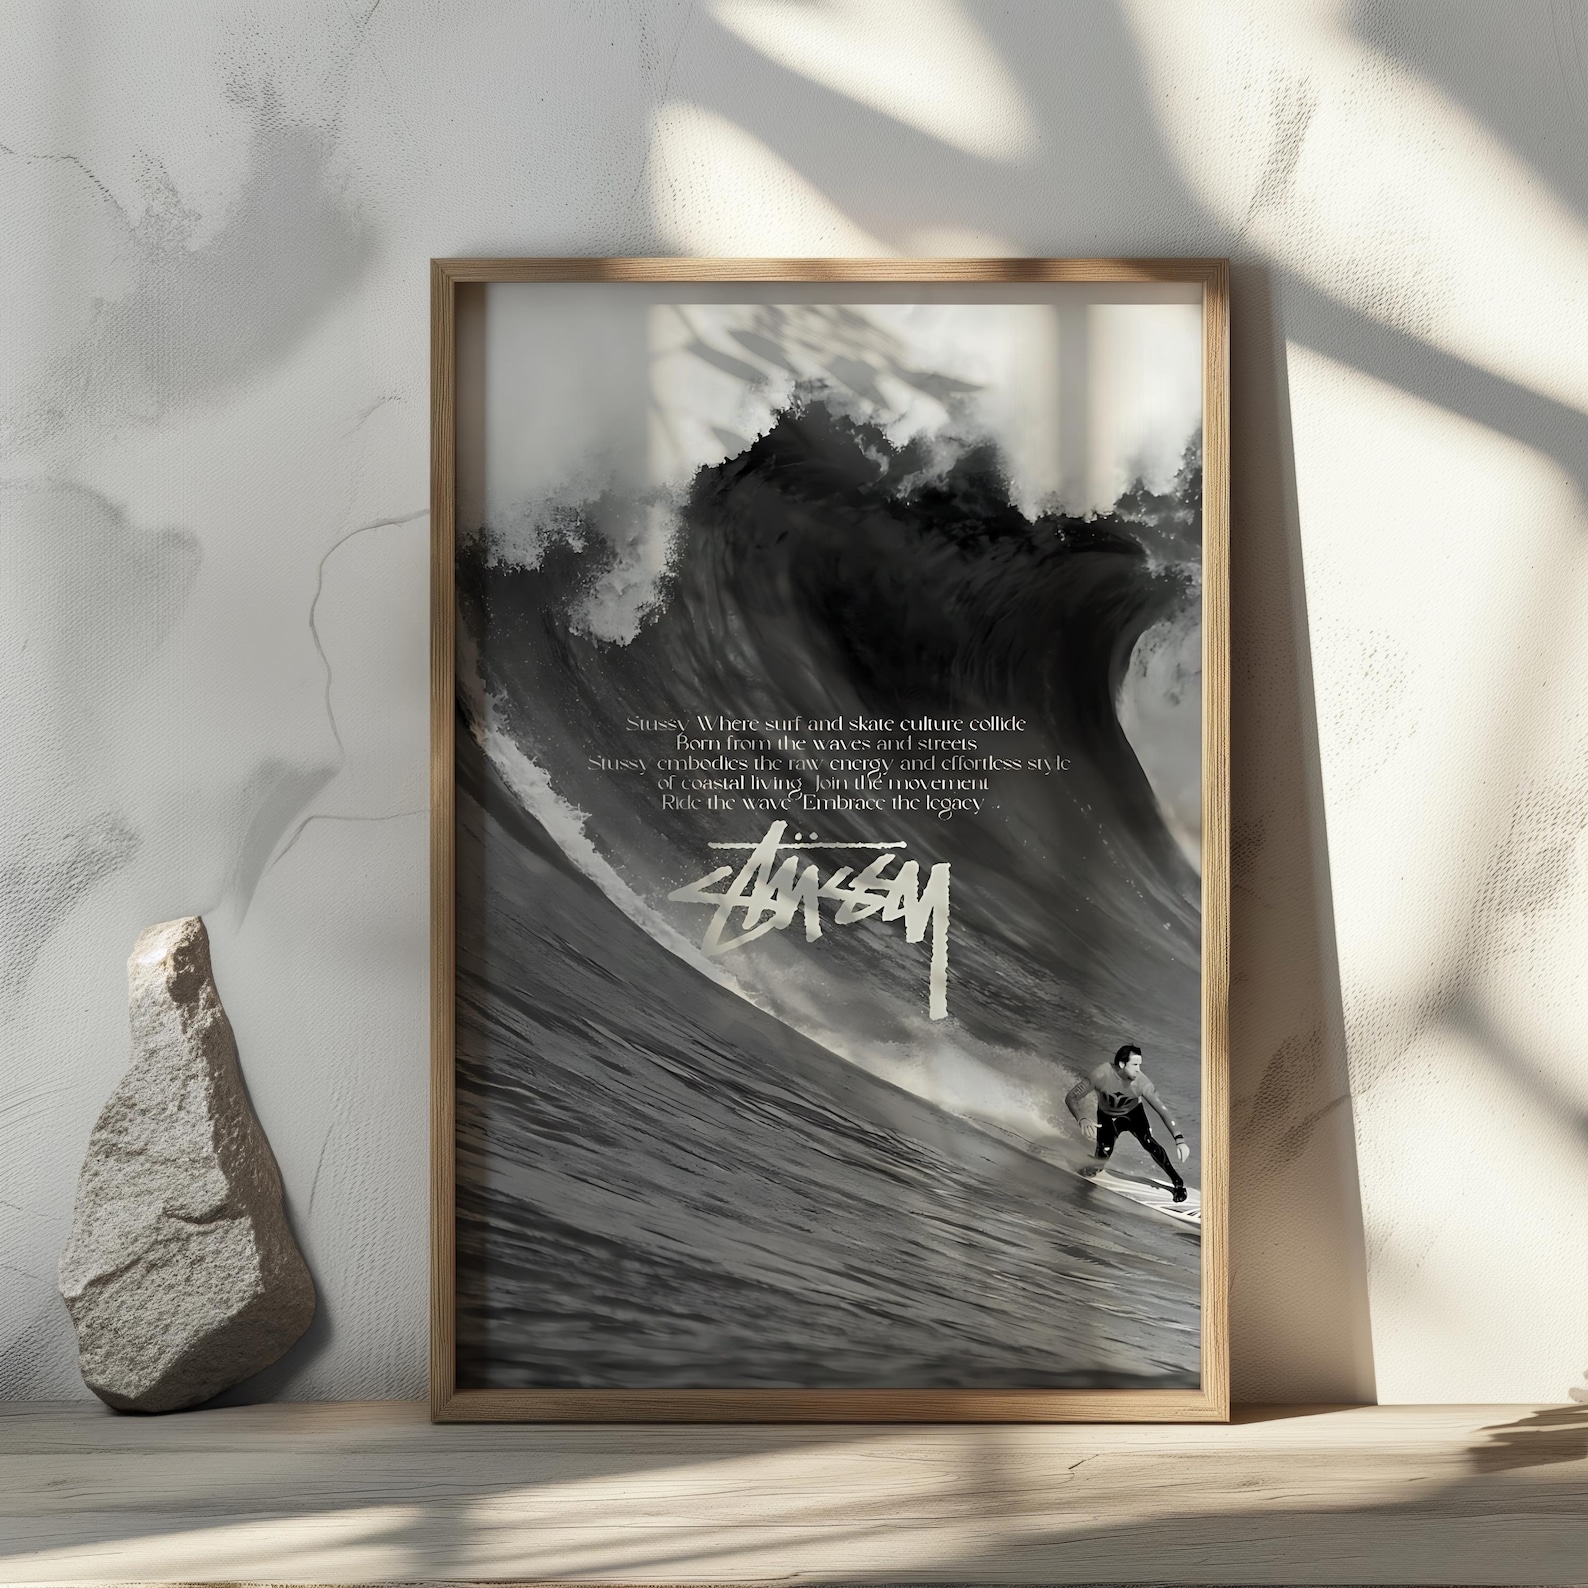 Stussy Where surf and skate culture collide
Born from the waves and streets
Stussy embodies the raw energy and effortless style
of coastal living Join the movement
Ride the wave Embrace the legacy
Stüssy